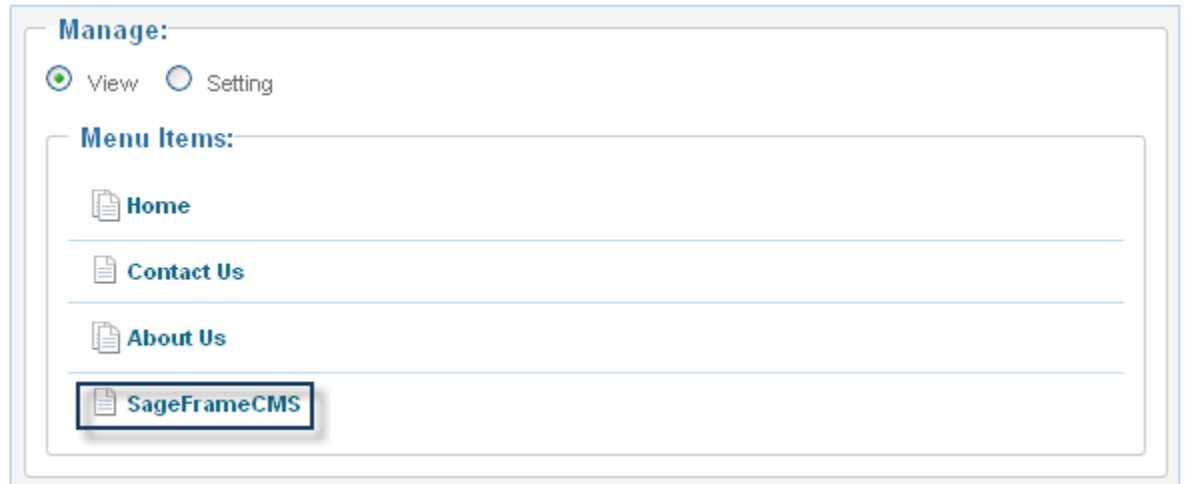 Manage:
View Setting
Menu Items:
Home
Contact Us
About Us
SageFrameCMS